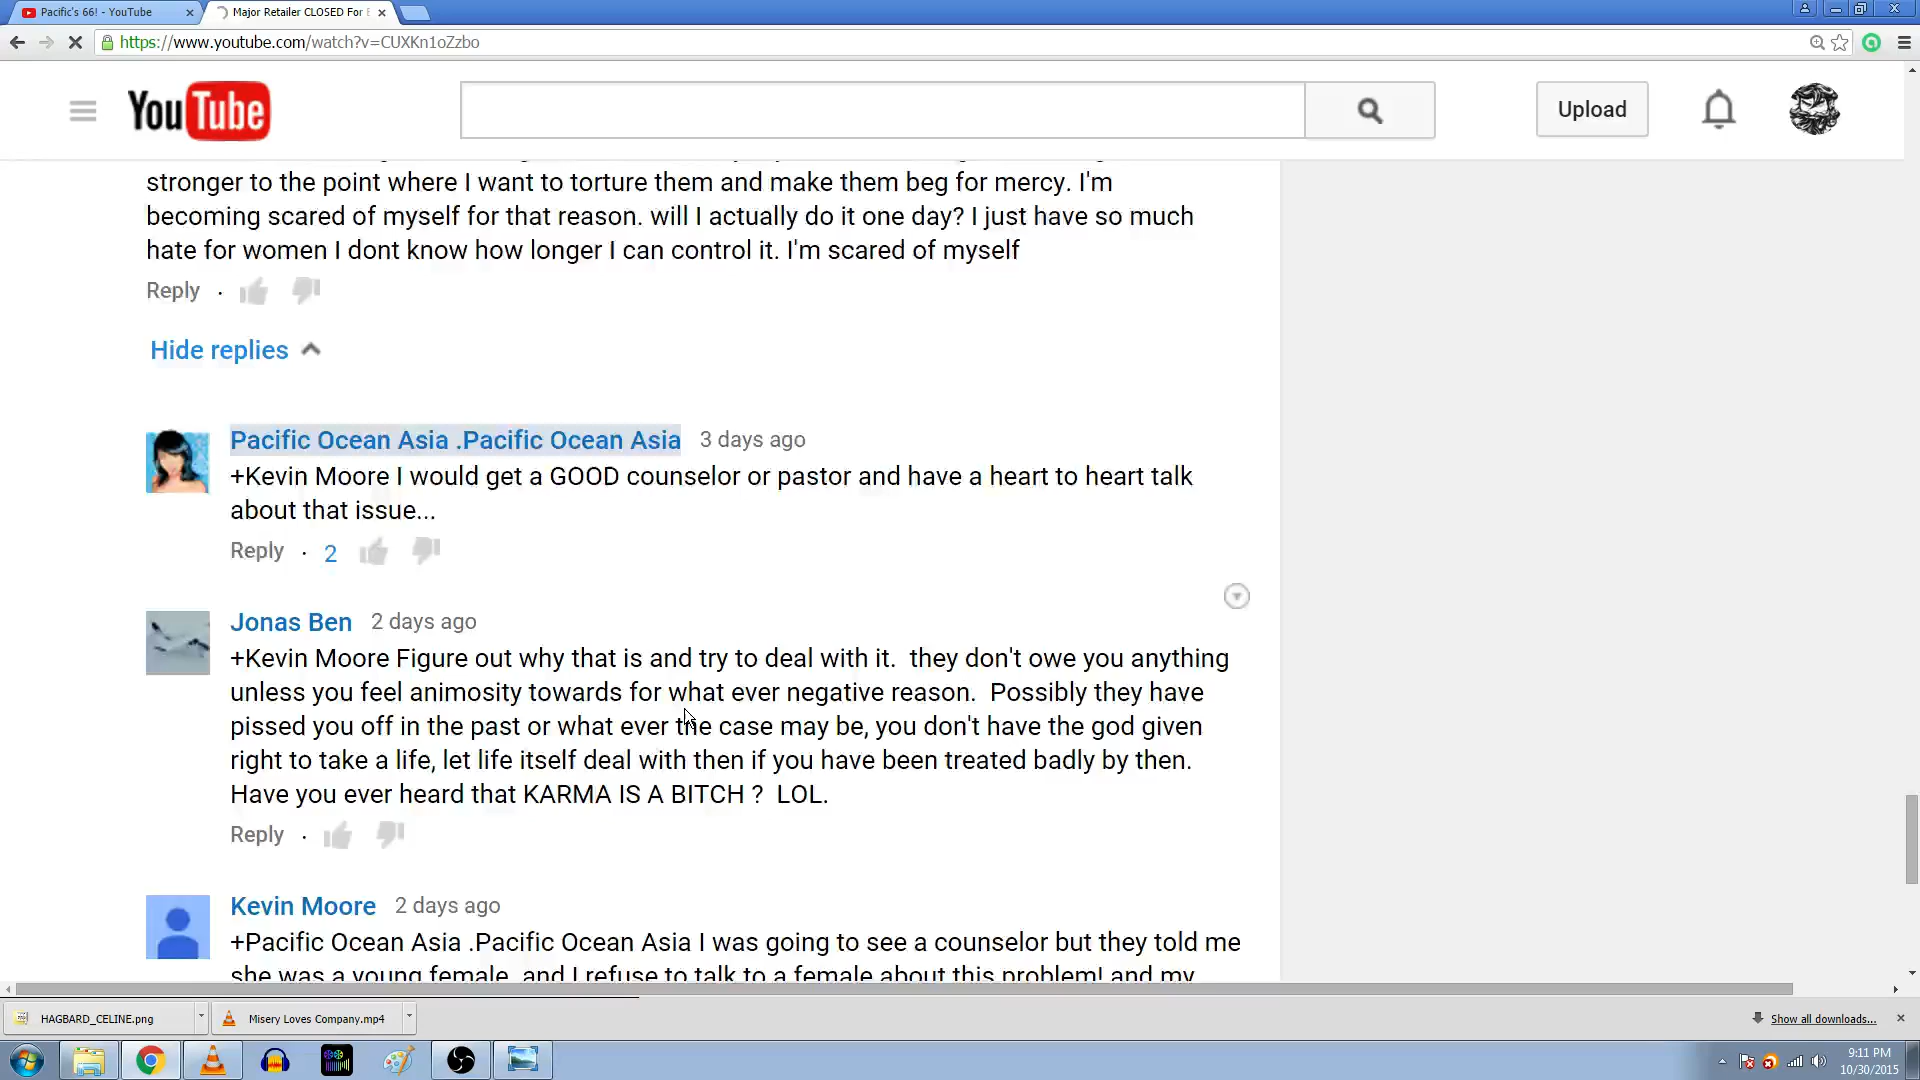 Pacific's 66! - YouTube
Major Retailer CLOSED For
https://www.youtube.com/watch?v=CUXKn1oZzbo
YouTube
Upload
stronger to the point where I want to torture them and make them beg for mercy. I'm
becoming scared of myself for that reason. will I actually do it one day? I just have so much
hate for women I dont know how longer I can control it. I'm scared of myself
Reply ·
Hide replies
Pacific Ocean Asia .Pacific Ocean Asia 3 days ago
+Kevin Moore I would get a GOOD counselor or pastor and have a heart to heart talk
about that issue...
Reply · 2
Jonas Ben 2 days ago
+Kevin Moore Figure out why that is and try to deal with it.  they don't owe you anything
unless you feel animosity towards for what ever negative reason.  Possibly they have
pissed you off in the past or what ever the case may be, you don't have the god given
right to take a life, let life itself deal with then if you have been treated badly by then.
Have you ever heard that KARMA IS A BITCH ?  LOL.
Reply ·
Kevin Moore 2 days ago
+Pacific Ocean Asia .Pacific Ocean Asia I was going to see a counselor but they told me
she was a young female, and I refuse to talk to a female about this problem! and my
HAGBARD_CELINE.png
Misery Loves Company.mp4
Show all downloads...
9:11 PM
10/30/2015